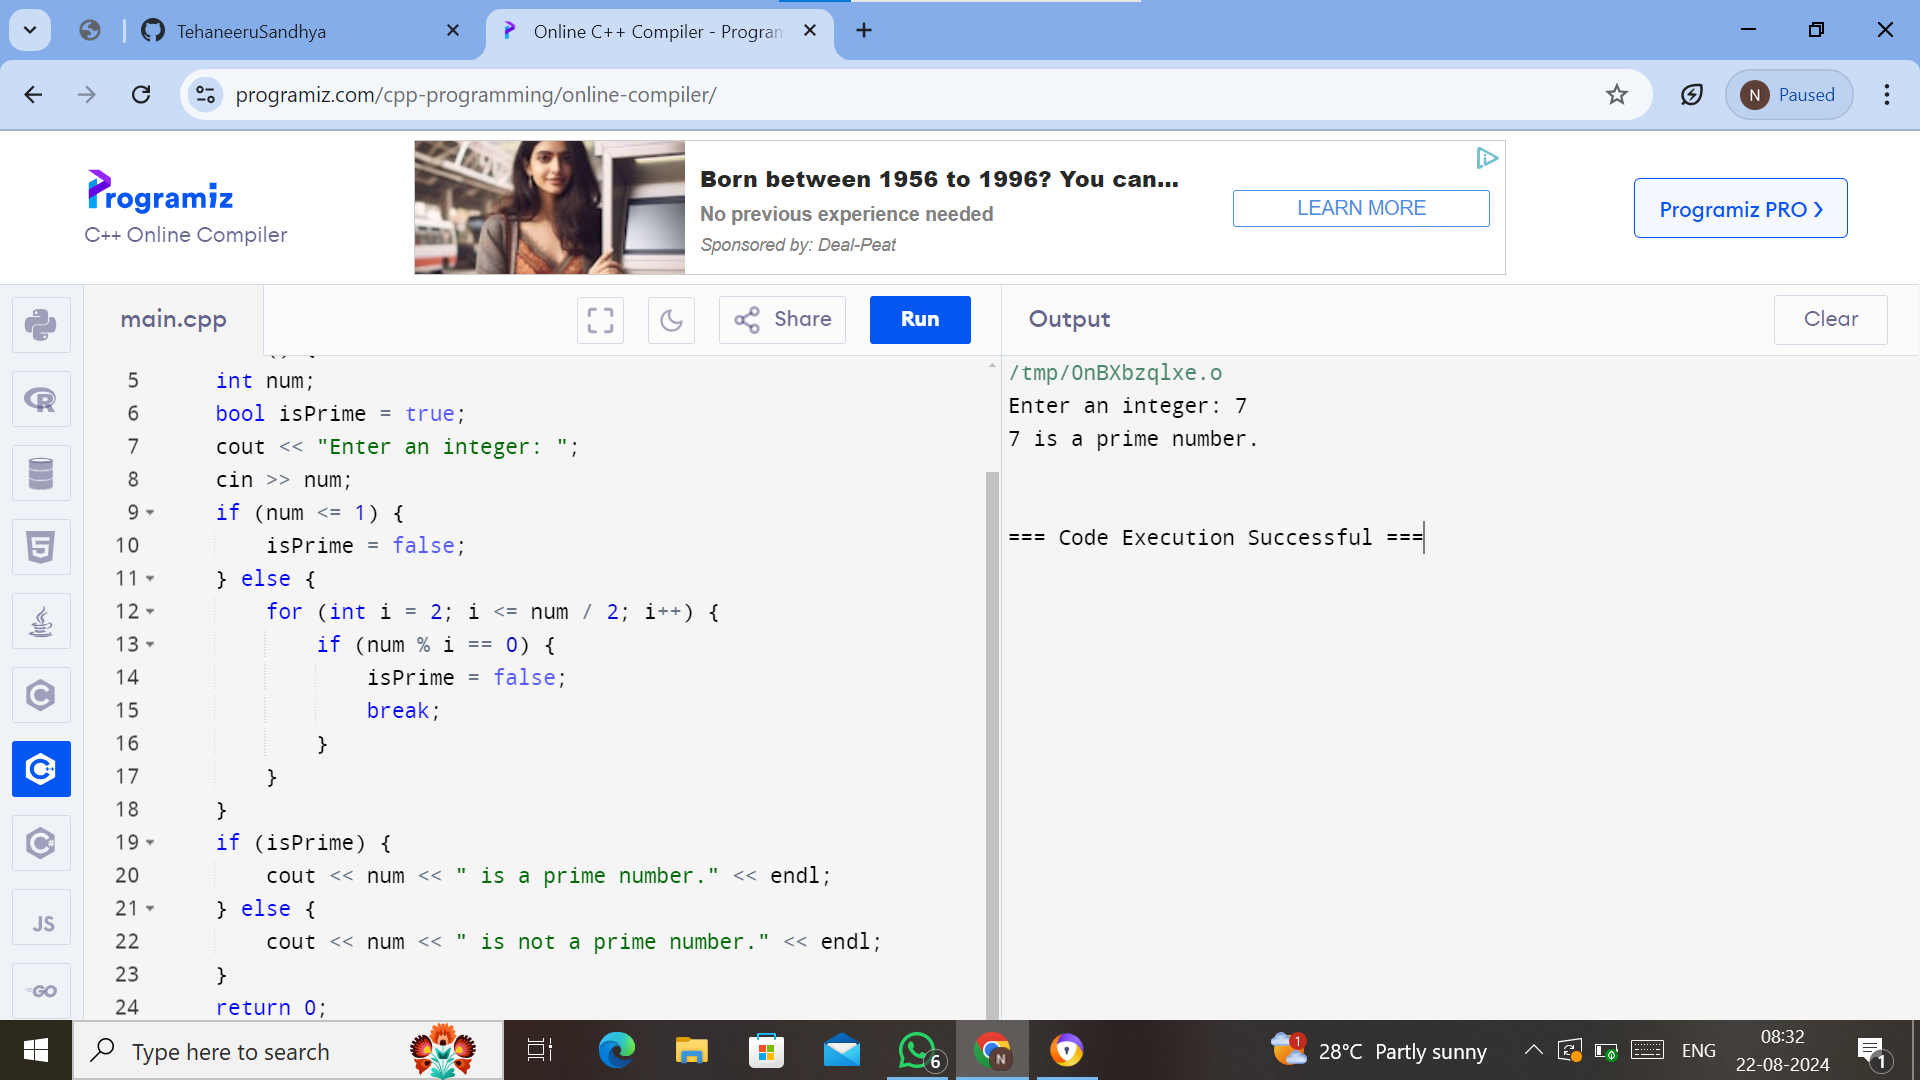 TehaneeruSandhya
Online C++ Compiler - Program
programiz.com/cpp-programming/online-compiler/
N Paused
Programiz
C++ Online Compiler
Born between 1956 to 1996? You can...
No previous experience needed
Sponsored by: Deal-Peat
LEARN MORE
Programiz PRO
main.cpp
Share
Run
Output
Clear
5 int num;
6 bool isPrime = true;
7 cout << "Enter an integer: ";
8 cin >> num;
9 if (num <= 1) {
10 isPrime = false;
11 } else {
12 for (int i = 2; i <= num / 2; i++) {
13 if (num % i == 0) {
14 isPrime = false;
15 break;
16 }
17 }
18 }
19 if (isPrime) {
20 cout << num << " is a prime number." << endl;
21 } else {
22 cout << num << " is not a prime number." << endl;
23 }
24 return 0;
/tmp/OnBXbzqlxe.o
Enter an integer: 7
7 is a prime number.
=== Code Execution Successful ===
JS
GO
Type here to search
6
N
1
28°C Partly sunny
ENG
08:32
22-08-2024
1